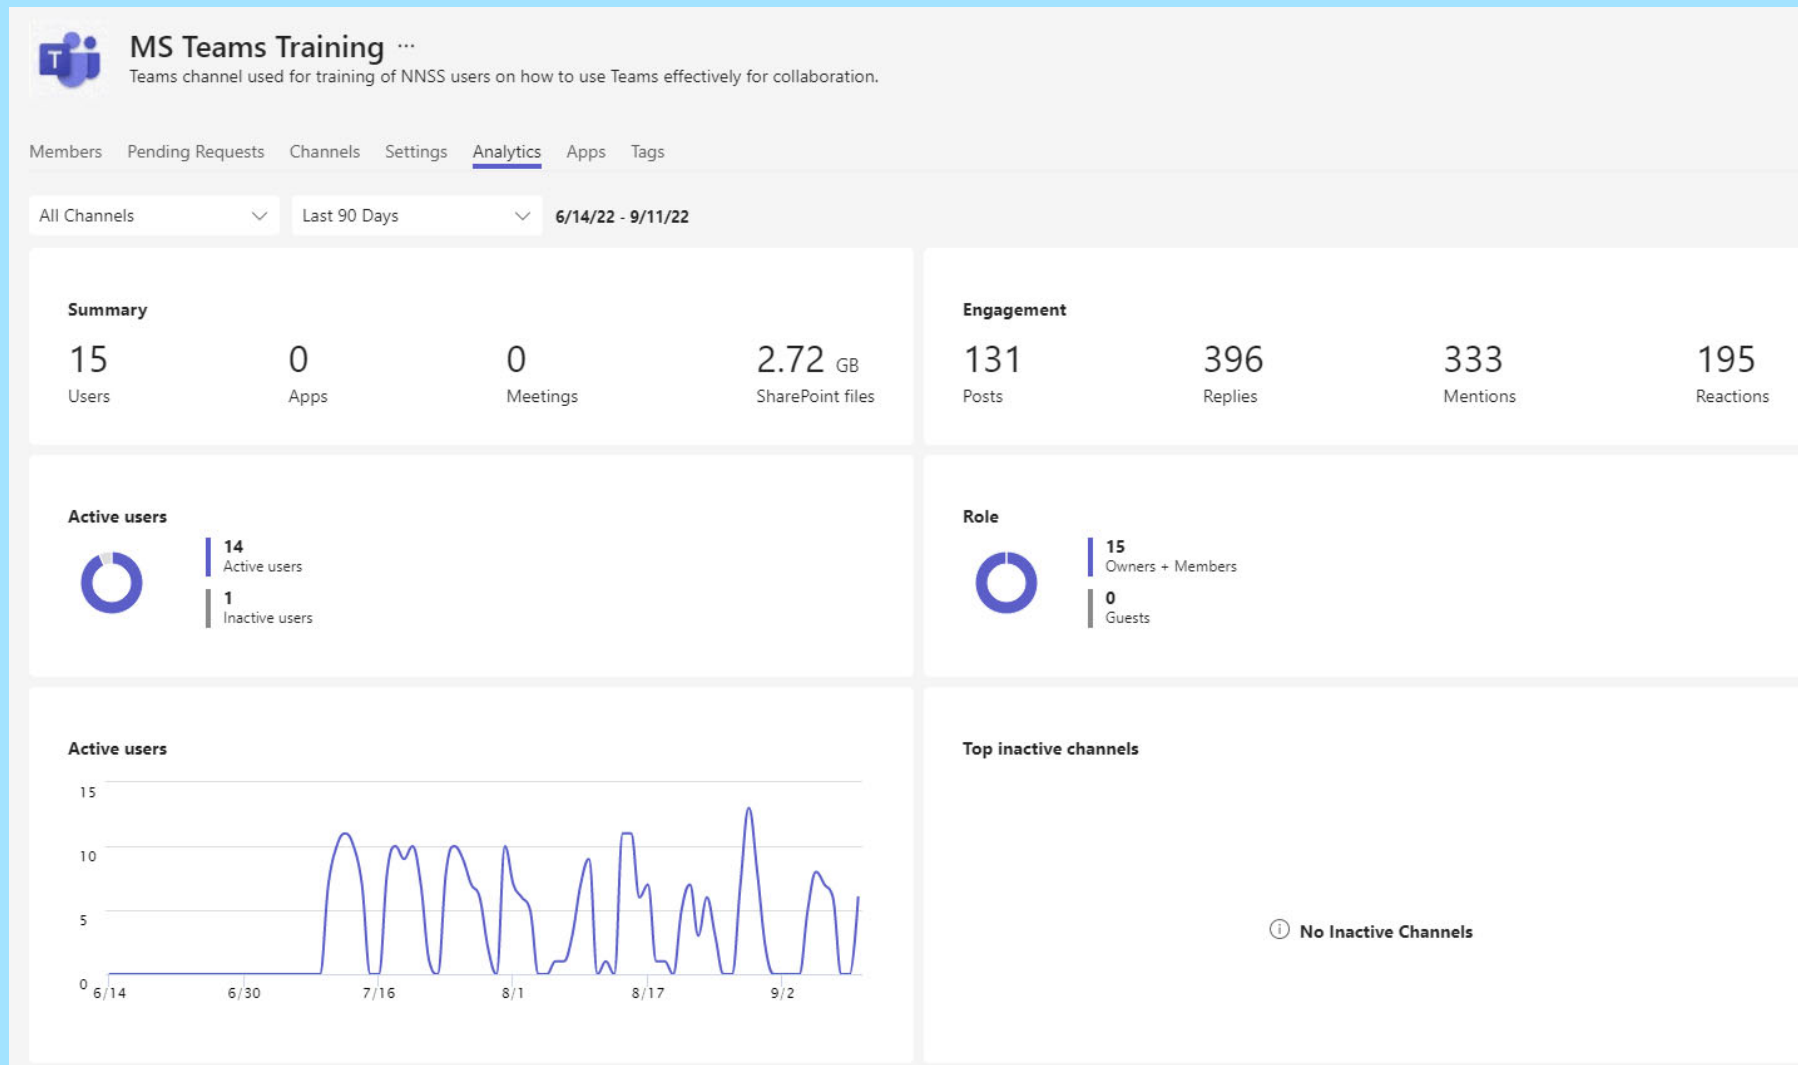 T
MS Teams Training ...
Teams channel used for training of NNSS users on how to use Teams effectively for collaboration.
Members Pending Requests Channels Settings Analytics Apps Tags
All Channels Last 90 Days 6/14/22 - 9/11/22
Summary
15 0 0 2.72 GB
Users Apps Meetings SharePoint files
Engagement
131 396 333 195
Posts Replies Mentions Reactions
Active users
14
Active users
1
Inactive users
Role
15
Owners + Members
0
Guests
Active users
15
10
5
0
6/14 6/30 7/16 8/1 8/17 9/2
Top inactive channels
No Inactive Channels